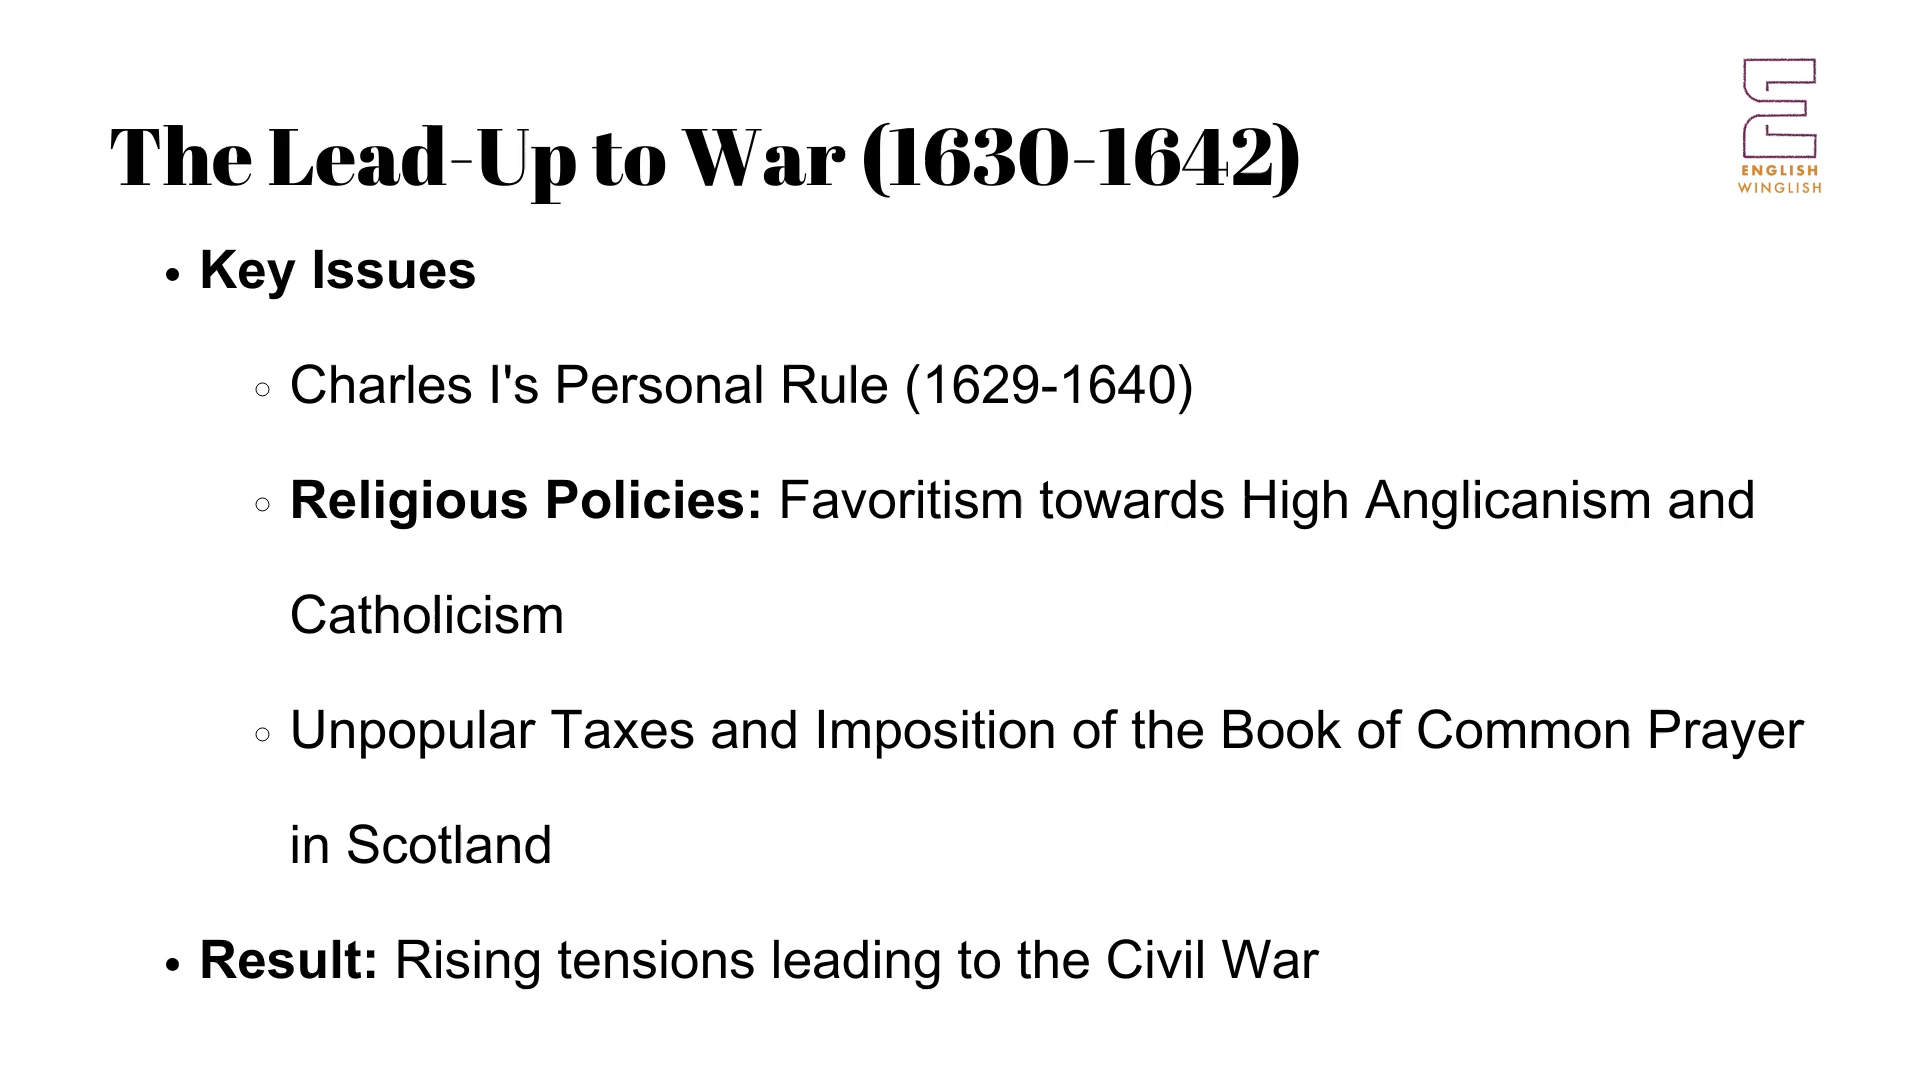 The Lead-Up to War (1630-1642)
ENGLISH
WINGLISH
• Key Issues
◦ Charles I's Personal Rule (1629-1640)
◦ Religious Policies: Favoritism towards High Anglicanism and
Catholicism
◦ Unpopular Taxes and Imposition of the Book of Common Prayer
in Scotland
• Result: Rising tensions leading to the Civil War